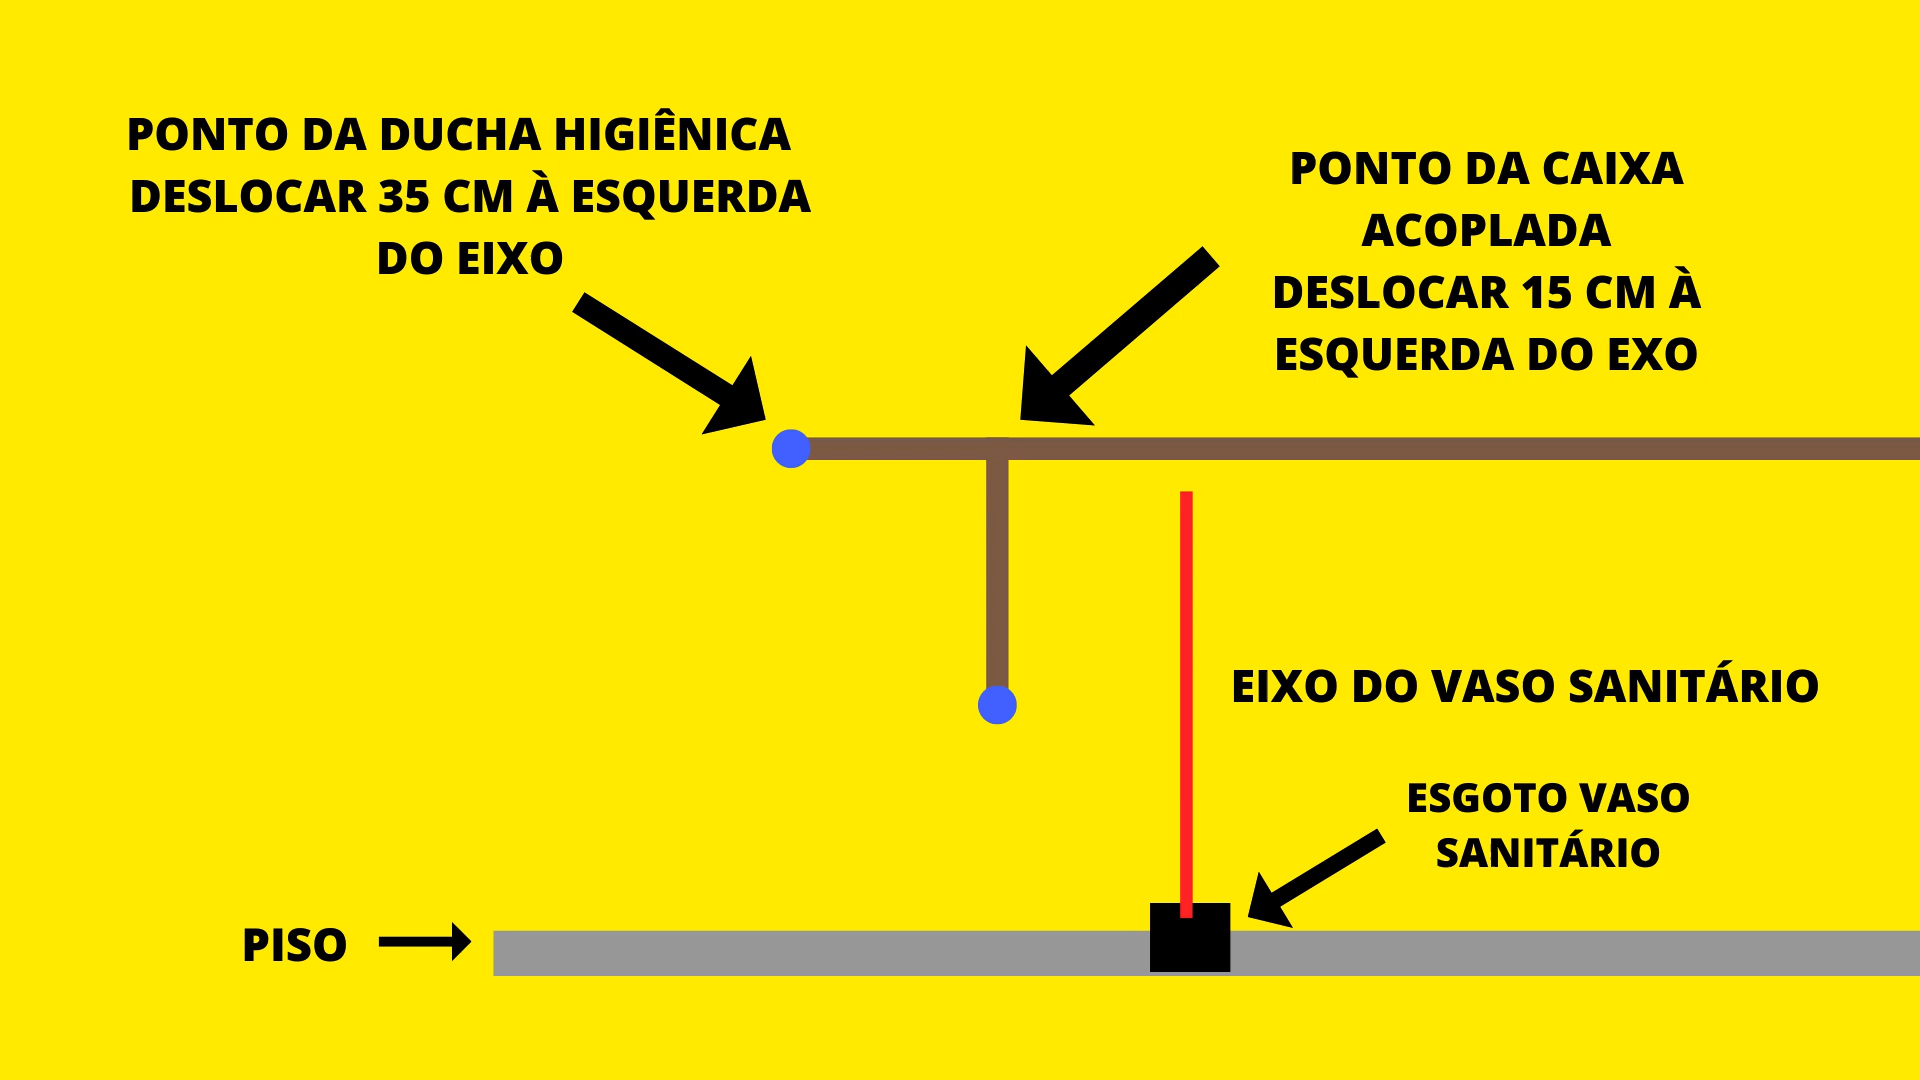 PONTO DA DUCHA HIGIÊNICA
DESLOCAR 35 CM À ESQUERDA
DO EIXO
PONTO DA CAIXA
ACOPLADA
DESLOCAR 15 CM À
ESQUERDA DO EXO
EIXO DO VASO SANITÁRIO
ESGOTO VASO
SANITÁRIO
PISO